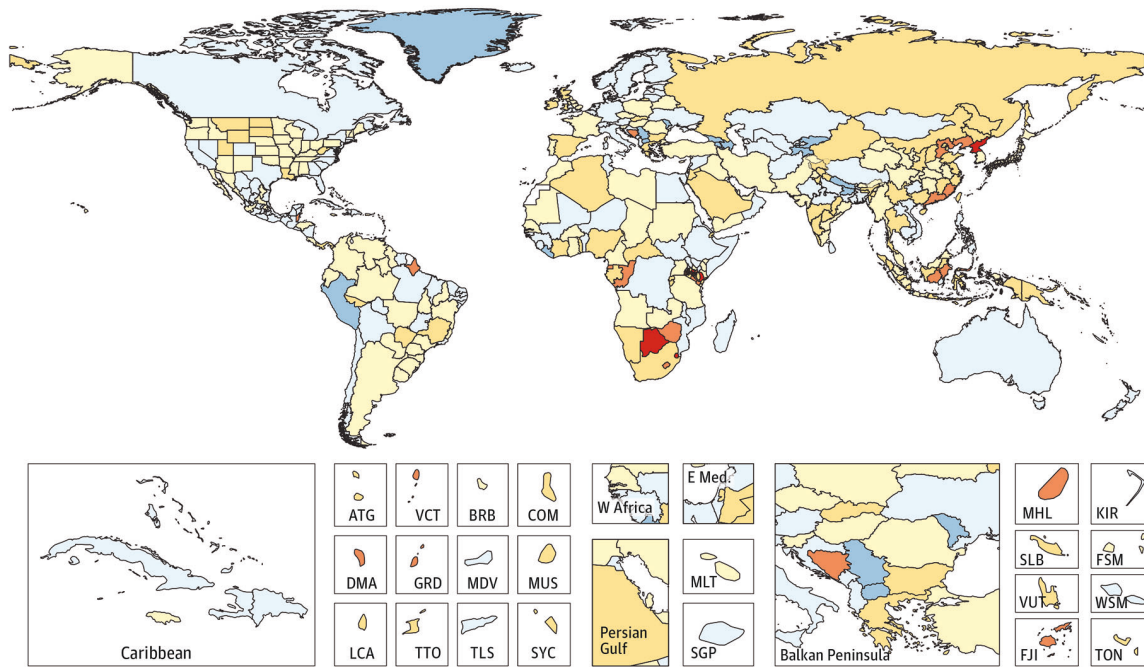 Caribbean
ATG
VCT
BRB
COM
DMA
GRD
MDV
MUS
LCA
TTO
TLS
SYC
W Africa
E Med.
Persian
Gulf
MLT
SGP
Balkan Peninsula
MHL
KIR
SLB
FSM
VUT
WSM
FJI
TON